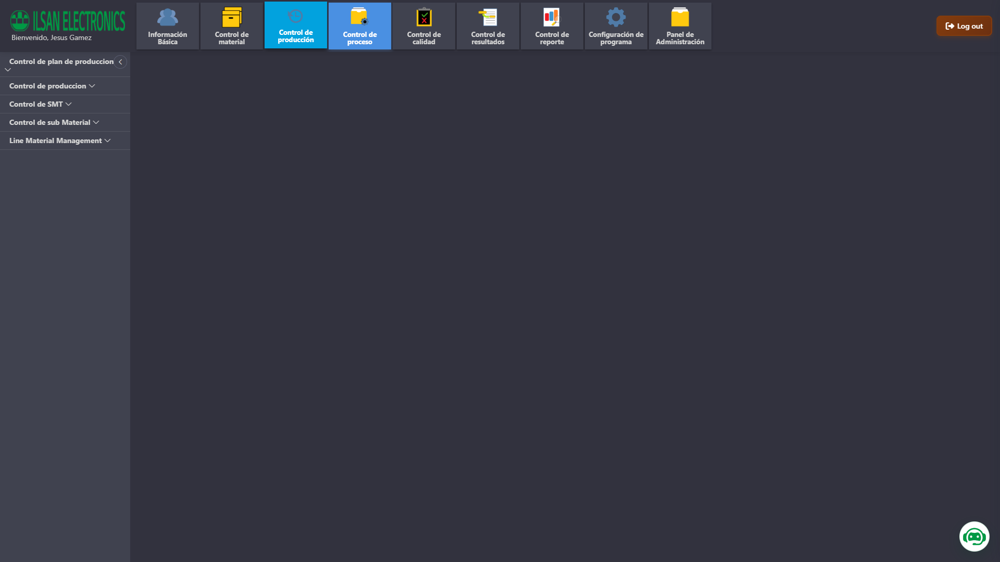 ILSAN ELECTRONICS
Bienvenido, Jesus Gamez
Información
Básica
Control de
material
Control de
producción
Control de
proceso
Control de
calidad
Control de
resultados
Control de
reporte
Configuración de
programa
Panel de
Administración
Log out
Control de plan de produccion
Control de produccion
Control de SMT
Control de sub Material
Line Material Management